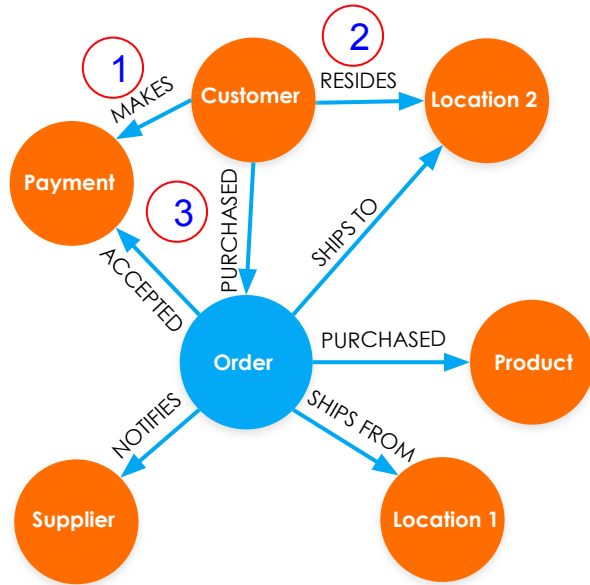 1
2
MAKES
Customer
RESIDES
Location 2
Payment
3
PURCHASED
SHIPS TO
ACCEPTED
Order
PURCHASED
Product
NOTIFIES
SHIPS FROM
Supplier
Location 1